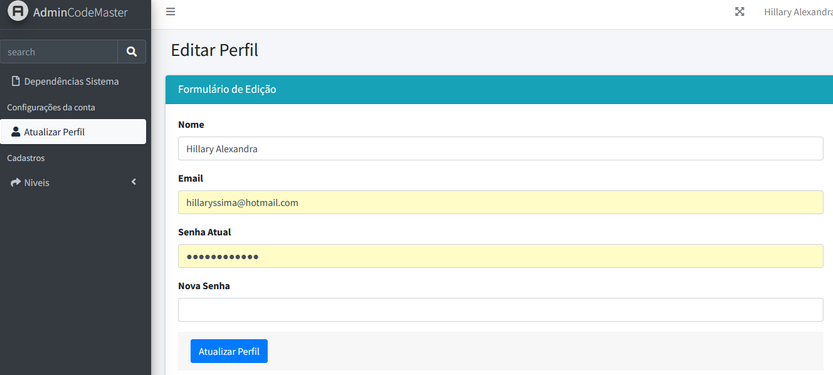 AdminCodeMaster
Hillary Alexandra
search
Dependências Sistema
Configurações da conta
Atualizar Perfil
Cadastros
Niveis
Editar Perfil
Formulário de Edição
Nome
Hillary Alexandra
Email
hillaryssima@hotmail.com
Senha Atual
••••••••••••
Nova Senha
Atualizar Perfil